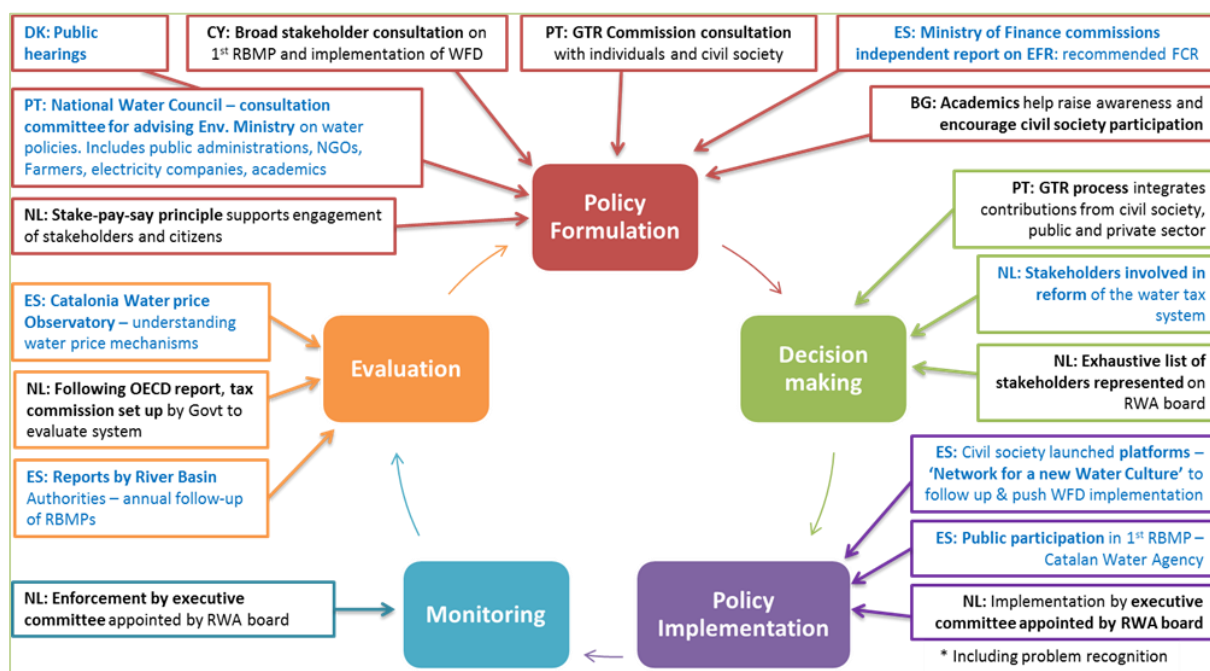 DK: Public
hearings
CY: Broad stakeholder consultation on
1st RBMP and implementation of WFD
PT: GTR Commission consultation
with individuals and civil society
ES: Ministry of Finance commissions
independent report on EFR: recommended FCR
PT: National Water Council – consultation
committee for advising Env. Ministry on water
policies. Includes public administrations, NGOs,
Farmers, electricity companies, academics
BG: Academics help raise awareness and
encourage civil society participation
NL: Stake-pay-say principle supports engagement
of stakeholders and citizens
Policy
Formulation
PT: GTR process integrates
contributions from civil society,
public and private sector
NL: Stakeholders involved in
reform of the water tax
system
NL: Exhaustive list of
stakeholders represented on
RWA board
Decision
making
ES: Catalonia Water price
Observatory – understanding
water price mechanisms
NL: Following OECD report, tax
commission set up by Govt to
evaluate system
ES: Reports by River Basin
Authorities – annual follow-up
of RBMPs
Evaluation
ES: Civil society launched platforms –
‘Network for a new Water Culture’ to
follow up & push WFD implementation
ES: Public participation in 1st RBMP –
Catalan Water Agency
NL: Implementation by executive
committee appointed by RWA board
Policy
Implementation
NL: Enforcement by executive
committee appointed by RWA board
Monitoring
* Including problem recognition